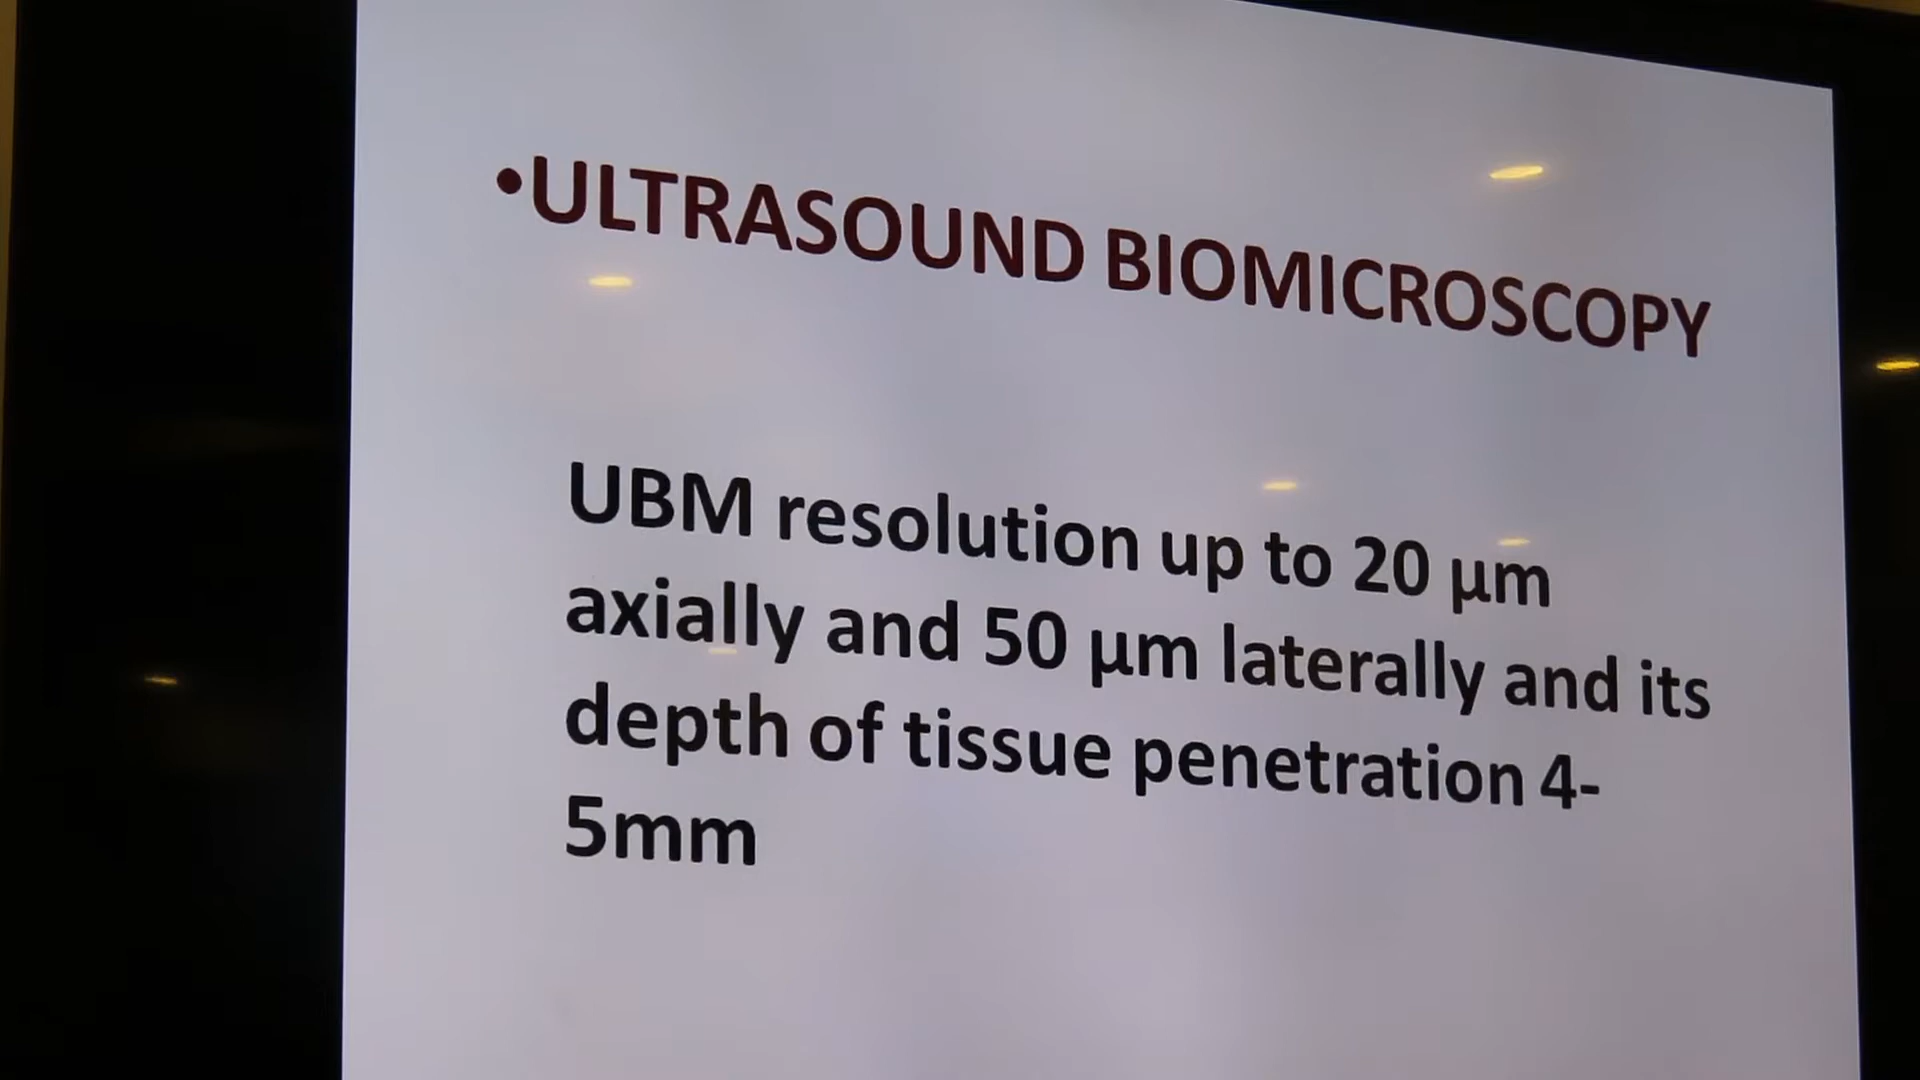 •ULTRASOUND BIOMICROSCOPY
UBM resolution up to 20 µm
axially and 50 µm laterally and its
depth of tissue penetration 4-
5mm